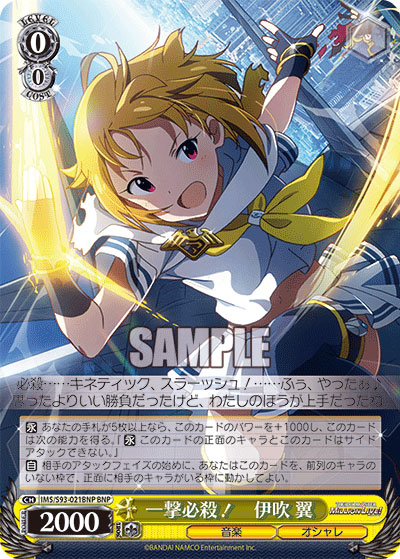 LEVEL
0
0
COST
SAMPLE
必殺……キネティック、スラーッシュ！……ふぅ、やったぁ♪
思ったよりいい勝負だったけど、わたしのほうが上手だったね
永 あなたの手札が5枚以上なら、このカードのパワーを+1000し、このカードは次の能力を得る。『永 このカードの正面のキャラとこのカードはサイドアタックできない。』
自 相手のアタックフェイズの始めに、あなたはこのカードを、前列のキャラのいない枠で、正面に相手のキャラがいる枠に動かしてよい。
CH IMS/S93-021BNP BNP
2000
一撃必殺！ 伊吹 翼
音楽
オシャレ
MILLION LIVE!
©BANDAI NAMCO Entertainment Inc.